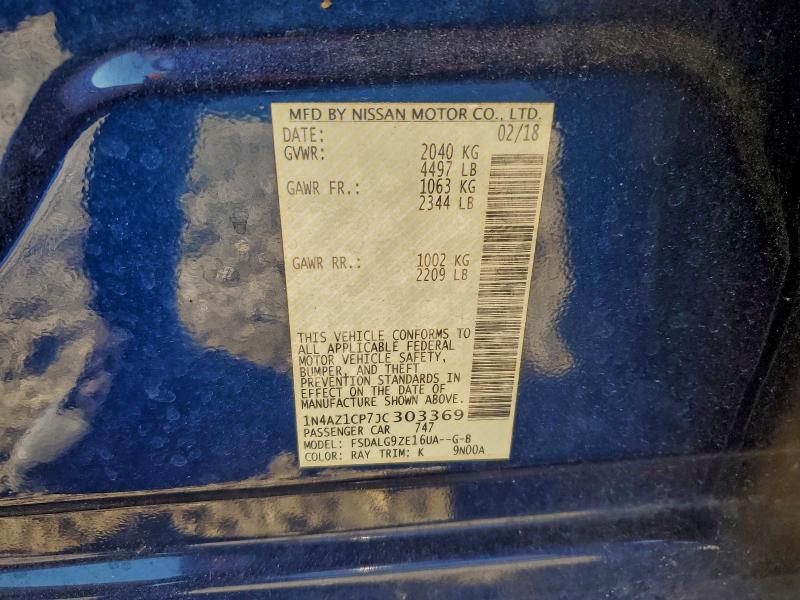 MFD BY NISSAN MOTOR CO., LTD.
DATE: 02/18
GVWR: 2040 KG
4497 LB
GAWR FR.: 1063 KG
2344 LB
GAWR RR.: 1002 KG
2209 LB
THIS VEHICLE CONFORMS TO
ALL APPLICABLE FEDERAL
MOTOR VEHICLE SAFETY,
BUMPER, AND THEFT
PREVENTION STANDARDS IN
EFFECT ON THE DATE OF
MANUFACTURE SHOWN ABOVE.
1N4AZ1CP7JC 303369
PASSENGER CAR 747
MODEL: FSDALG9ZE16UA--G-B
COLOR: RAY TRIM: K 9N00A